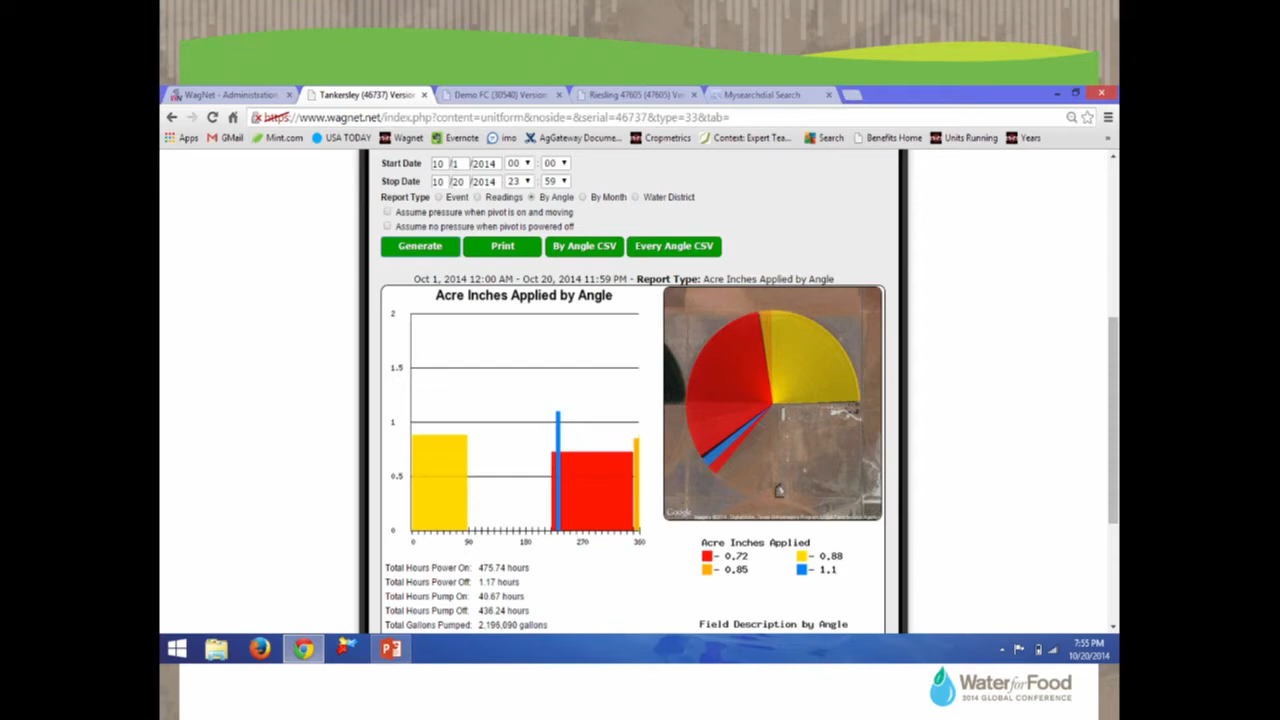 WagNet - Administration × Tankersley (46737) Versio × Demo FC (30540) Version × Riesling 47605 (47605) Ve × Mysearchdial Search ×
https://www.wagnet.net/index.php?content=unitform&noside=&serial=46737&type=33&tab=
Apps GMail Mint.com USA TODAY Wagnet Evernote imo AgGateway Docume... Cropmetrics Context: Expert Tea... Search Benefits Home Units Running Years »
Start Date 10 /1 /2014 00 : 00
Stop Date 10 /20 /2014 23 : 59
Report Type Event Readings By Angle By Month Water District
Assume pressure when pivot is on and moving
Assume no pressure when pivot is powered off
Generate Print By Angle CSV Every Angle CSV
Oct 1, 2014 12:00 AM - Oct 20, 2014 11:59 PM - Report Type: Acre Inches Applied by Angle
Acre Inches Applied by Angle
2
1.5
1
0.5
0
0 90 180 270 360
Google
Acre Inches Applied
- 0.72 - 0.88
- 0.85 - 1.1
Total Hours Power On: 475.74 hours
Total Hours Power Off: 1.17 hours
Total Hours Pump On: 40.67 hours
Total Hours Pump Off: 436.24 hours
Total Gallons Pumped: 2,196,090 gallons
Field Description by Angle
7:55 PM
10/20/2014
Water for Food
2014 GLOBAL CONFERENCE